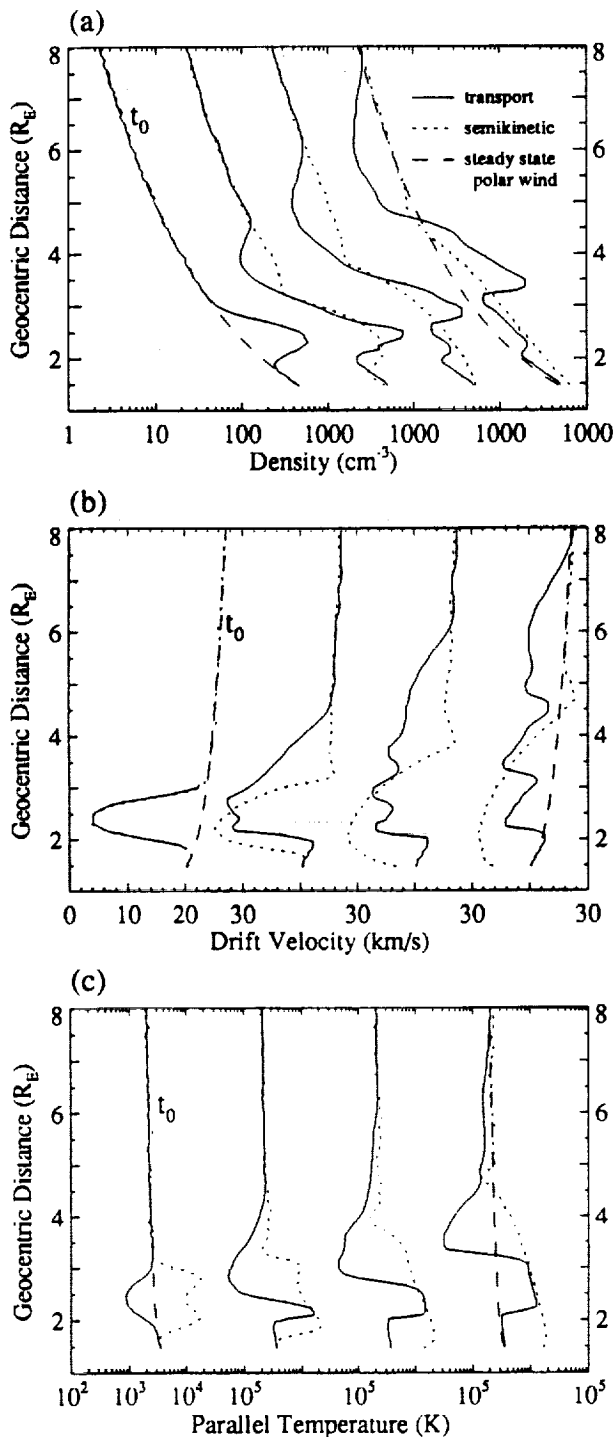 (a)
8
8
t0
transport
semikinetic
steady state
polar wind
6
6
4
4
2
2
Geocentric Distance (RE)
1 10 100 1000 1000 1000 1000
Density (cm-3)
(b)
8
8
t0
6
6
4
4
2
2
Geocentric Distance (RE)
0 10 20 30 30 30 30
Drift Velocity (km/s)
(c)
8
8
t0
6
6
4
4
2
2
Geocentric Distance (RE)
10² 10³ 10⁴ 10⁵ 10⁵ 10⁵ 10⁵
Parallel Temperature (K)